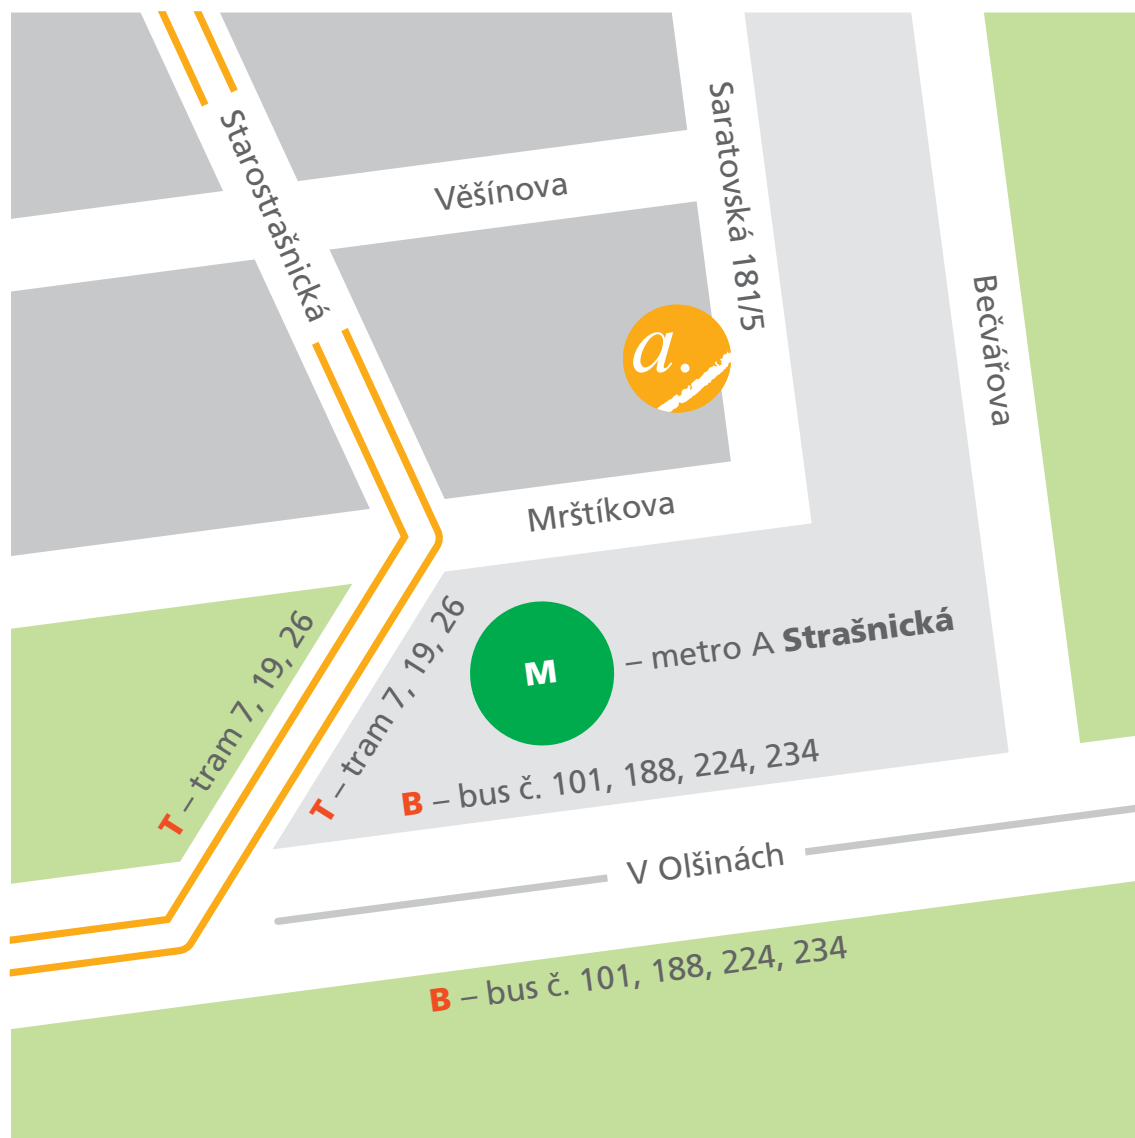 Starostrašnická
Věšínova
Saratovská 181/5
Bečvářova
a.
Mrštíkova
T – tram 7, 19, 26
T – tram 7, 19, 26
M
– metro A Strašnická
B – bus č. 101, 188, 224, 234
V Olšinách
B – bus č. 101, 188, 224, 234